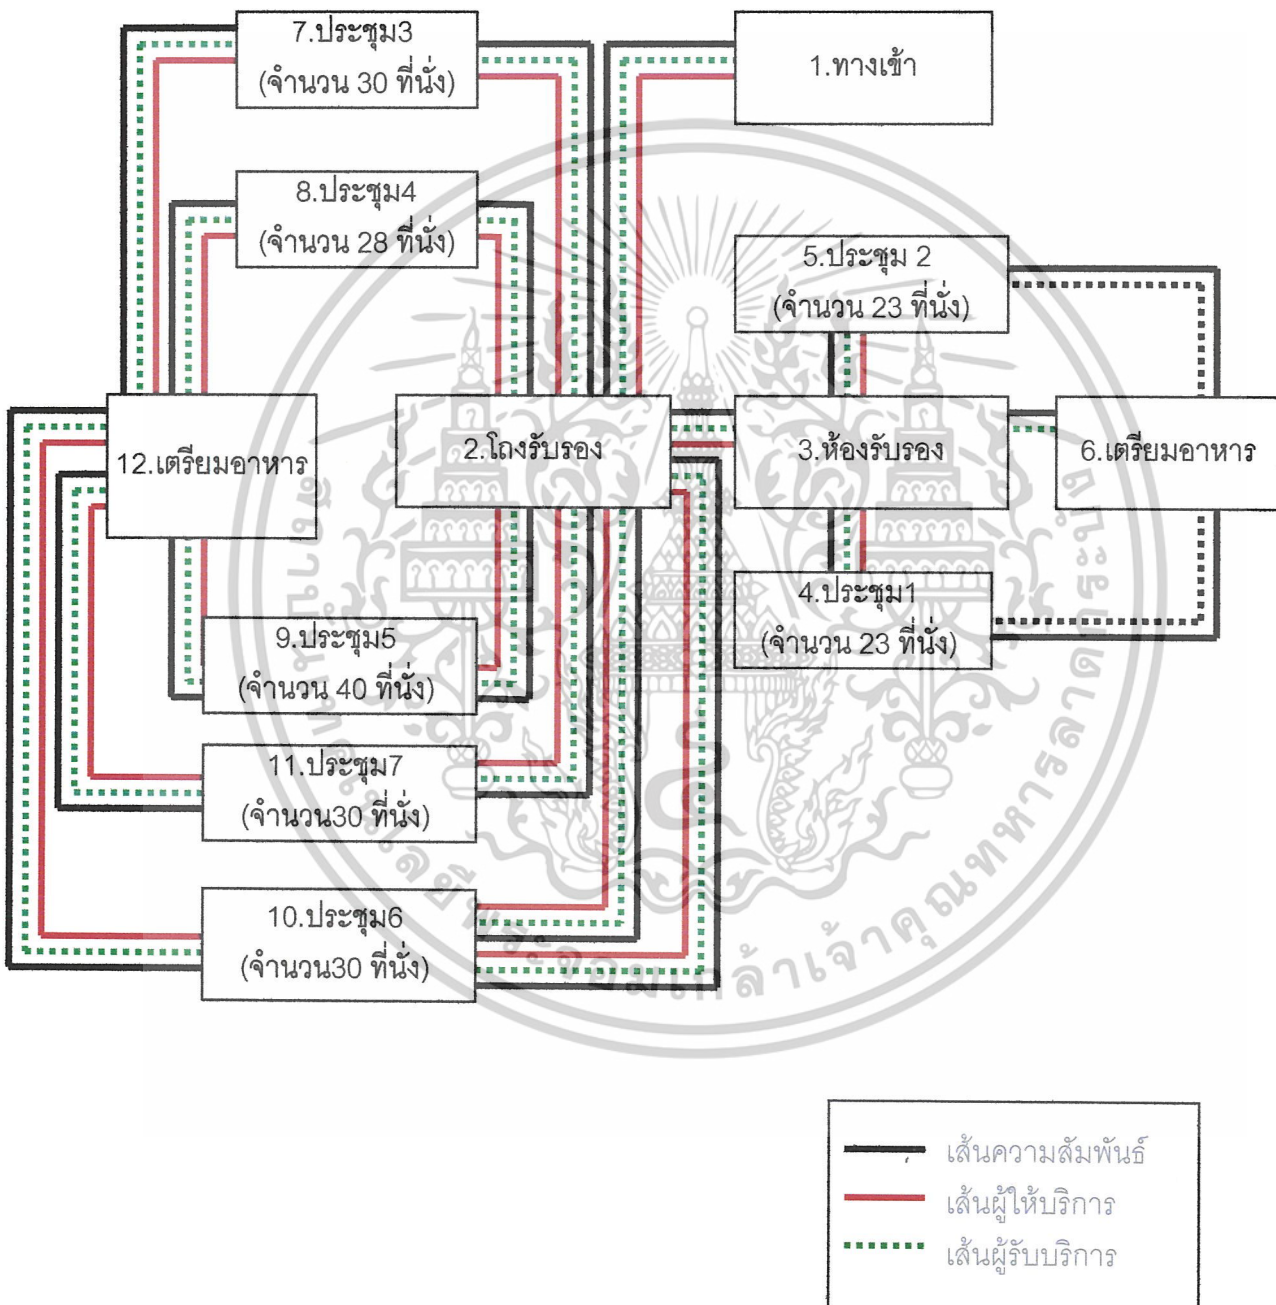 7.ประชุม3
(จำนวน 30 ที่นั่ง)
1.ทางเข้า
8.ประชุม4
(จำนวน 28 ที่นั่ง)
5.ประชุม 2
(จำนวน 23 ที่นั่ง)
12.เตรียมอาหาร
2.โถงรับรอง
3.ห้องรับรอง
6.เตรียมอาหาร
4.ประชุม1
(จำนวน 23 ที่นั่ง)
9.ประชุม5
(จำนวน 40 ที่นั่ง)
11.ประชุม7
(จำนวน30 ที่นั่ง)
10.ประชุม6
(จำนวน30 ที่นั่ง)
เส้นความสัมพันธ์
เส้นผู้ให้บริการ
เส้นผู้รับบริการ